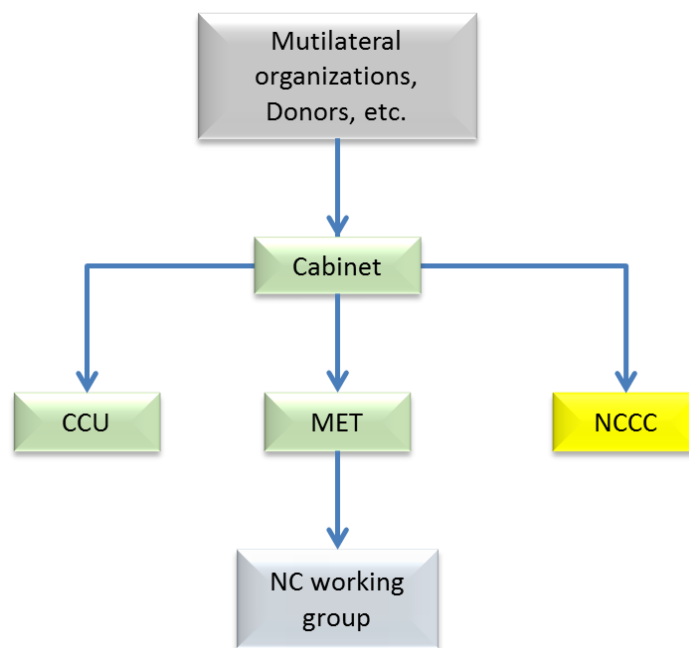 Mutilateral
organizations,
Donors, etc.
Cabinet
CCU
MET
NCCC
NC working
group